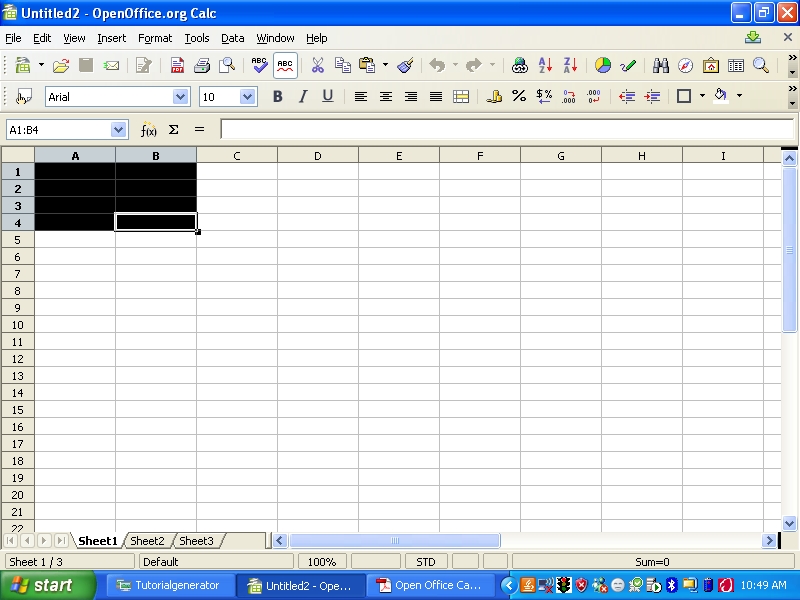 Untitled2 - OpenOffice.org Calc
File Edit View Insert Format Tools Data Window Help
ABC ABC
Arial 10 B I U % $%
A1:B4 f(x) Σ =
A B C D E F G H I
1
2
3
4
5
6
7
8
9
10
11
12
13
14
15
16
17
18
19
20
21
22
Sheet1 Sheet2 Sheet3
Sheet 1 / 3 Default 100% STD Sum=0
start Tutorialgenerator Untitled2 - Ope... Open Office Ca... 10:49 AM